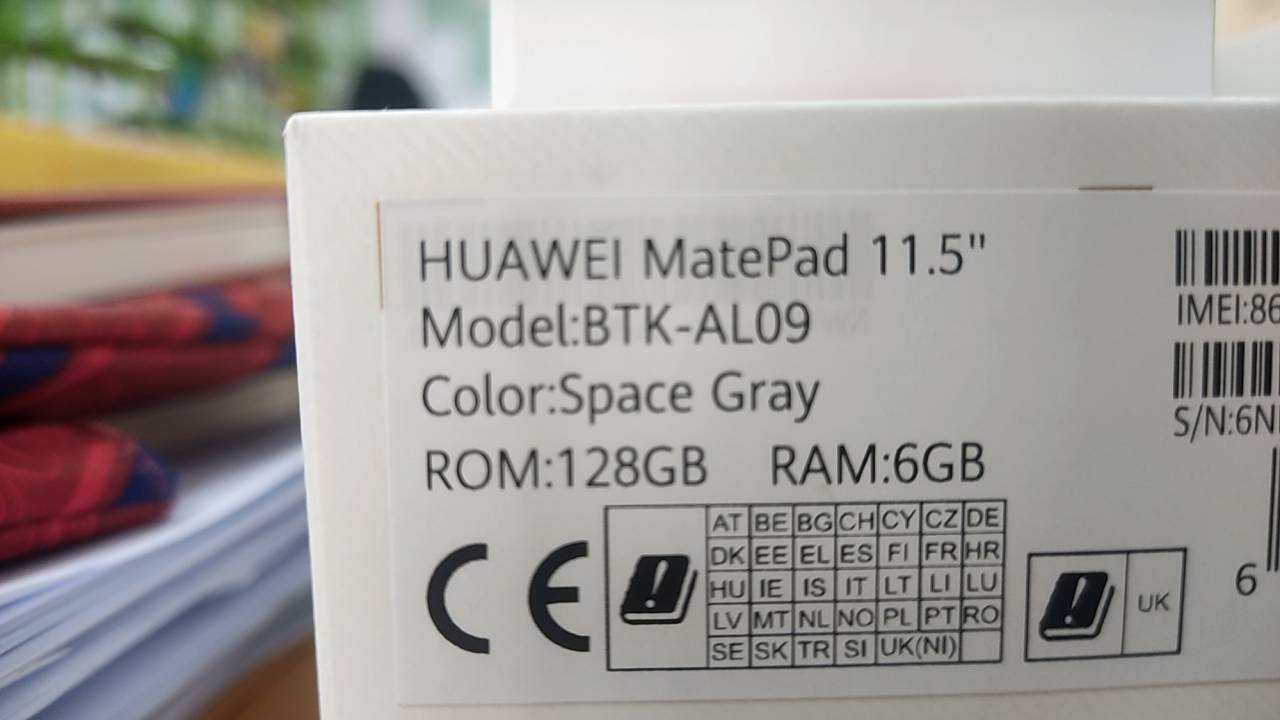 HUAWEI MatePad 11.5"
Model:BTK-AL09
Color:Space Gray
ROM:128GB RAM:6GB
CE
AT BE BG CH CY CZ DE
DK EE EL ES FI FR HR
HU IE IS IT LT LI LU
LV MT NL NO PL PT RO
SE SK TR SI UK(NI)
UK
IMEI:86
S/N:6N
6